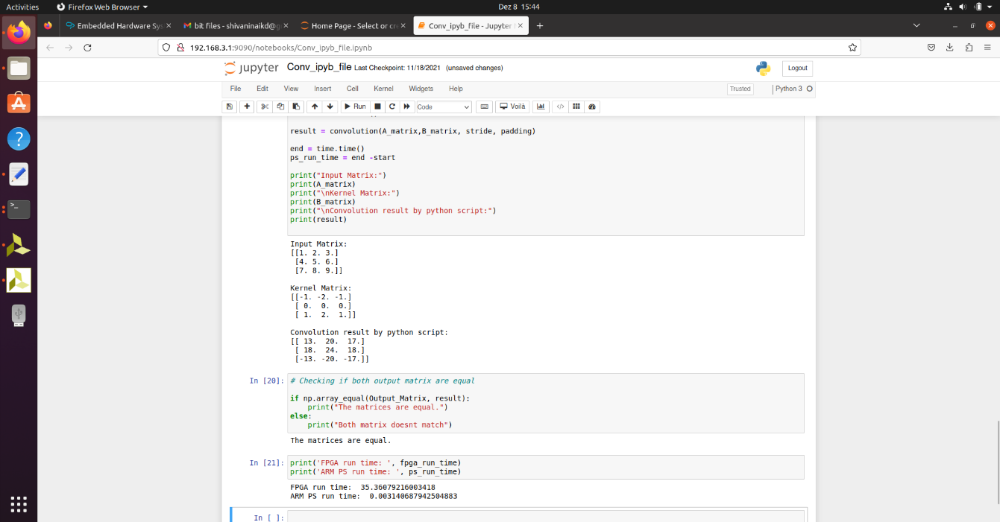 Activities
Firefox Web Browser
Dez 8 15:44
Embedded Hardware Sys
bit files - shivaninaikd@g
Home Page - Select or cre
Conv_ipyb_file - Jupyter
192.168.3.1:9090/notebooks/Conv_ipyb_file.ipynb
jupyter Conv_ipyb_file Last Checkpoint: 11/18/2021 (unsaved changes)
Logout
File Edit View Insert Cell Kernel Widgets Help
Trusted
Python 3
Run
Code
Voilà
result = convolution(A_matrix,B_matrix, stride, padding)
end = time.time()
ps_run_time = end -start
print("Input Matrix:")
print(A_matrix)
print("\nKernel Matrix:")
print(B_matrix)
print("\nConvolution result by python script:")
print(result)
Input Matrix:
[[1. 2. 3.]
[4. 5. 6.]
[7. 8. 9.]]
Kernel Matrix:
[[-1. -2. -1.]
[ 0. 0. 0.]
[ 1. 2. 1.]]
Convolution result by python script:
[[ 13. 20. 17.]
[ 18. 24. 18.]
[-13. -20. -17.]]
In [20]: # Checking if both output matrix are equal
if np.array_equal(Output_Matrix, result):
print("The matrices are equal.")
else:
print("Both matrix doesnt match")
The matrices are equal.
In [21]: print('FPGA run time: ', fpga_run_time)
print('ARM PS run time: ', ps_run_time)
FPGA run time: 35.36079216003418
ARM PS run time: 0.003140687942504883
In [ ]: